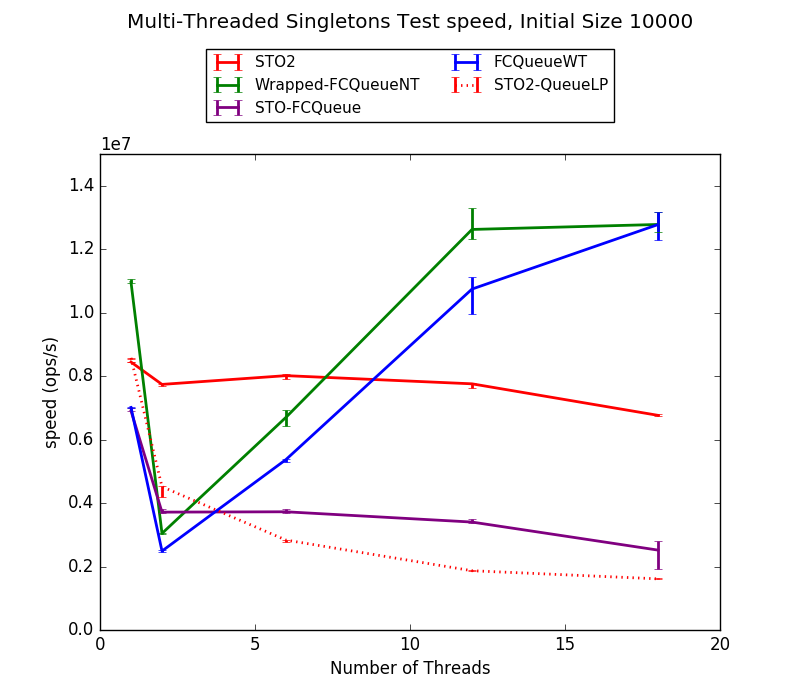 Multi-Threaded Singletons Test speed, Initial Size 10000
STO2
Wrapped-FCQueueNT
STO-FCQueue
FCQueueWT
STO2-QueueLP
1e7
1.4
1.2
1.0
0.8
0.6
0.4
0.2
0.0
speed (ops/s)
0 5 10 15 20
Number of Threads